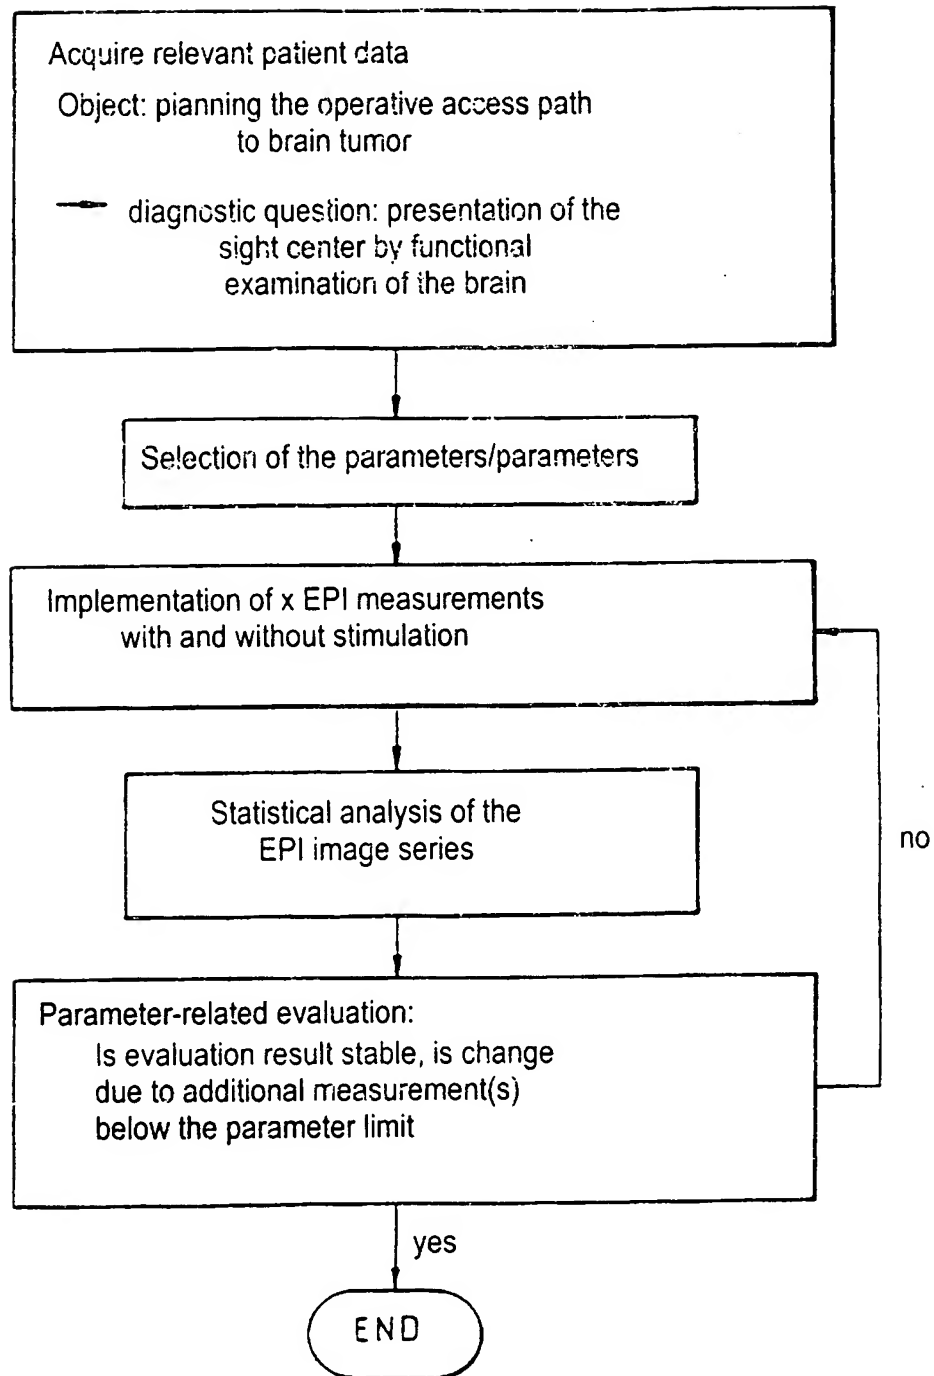 Acquire relevant patient data
Object: pianning the operative access path
to brain tumor
diagnostic question: presentation of the
sight center by functional
examination of the brain
Selection of the parameters/parameters
Implementation of x EPI measurements
with and without stimulation
Statistical analysis of the
EPI image series
no
Parameter-related evaluation:
Is evaluation result stable, is change
due to additional measurement(s)
below the parameter limit
yes
END